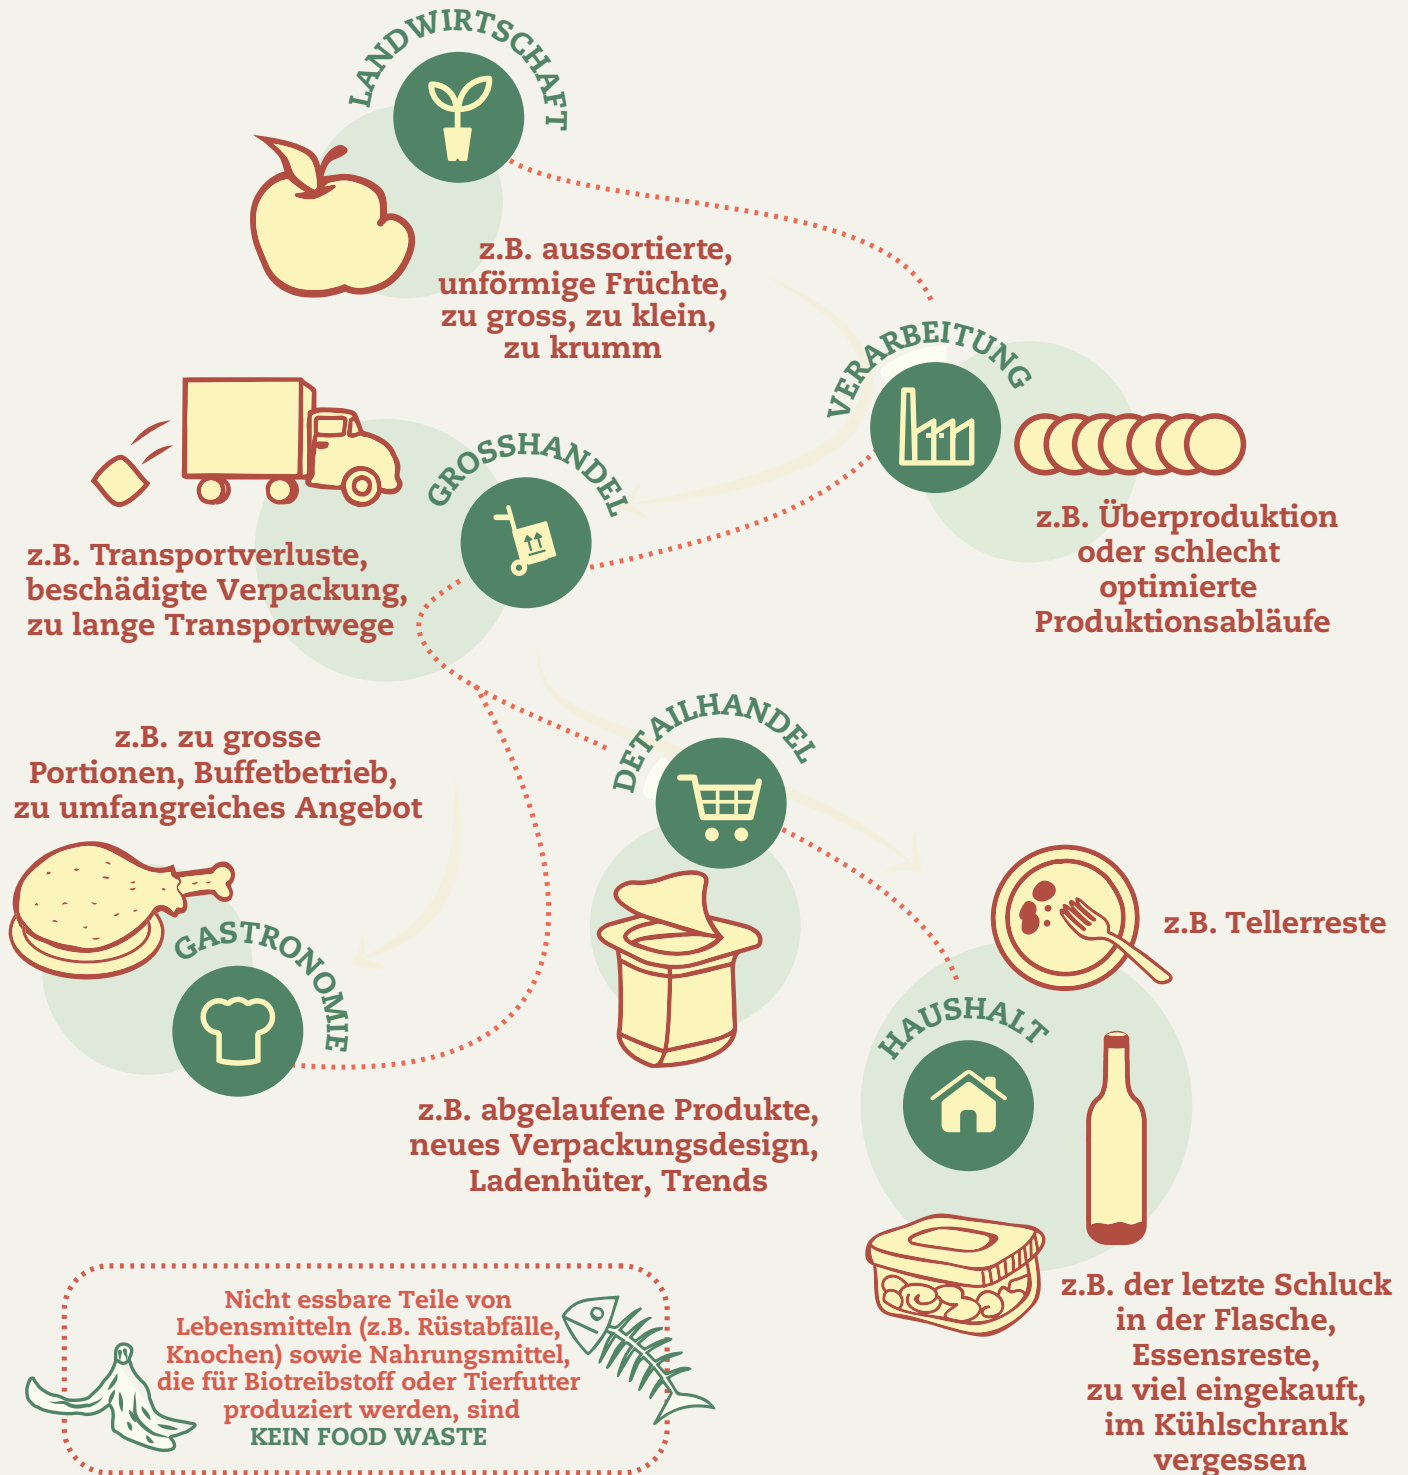 LANDWIRTSCHAFT
z.B. aussortierte,
unförmige Früchte,
zu gross, zu klein,
zu krumm
VERARBEITUNG
z.B. Überproduktion
oder schlecht
optimierte
Produktionsabläufe
GROSSHANDEL
z.B. Transportverluste,
beschädigte Verpackung,
zu lange Transportwege
DETAILHANDEL
z.B. abgelaufene Produkte,
neues Verpackungsdesign,
Ladenhüter, Trends
z.B. zu grosse
Portionen, Buffetbetrieb,
zu umfangreiches Angebot
GASTRONOMIE
z.B. Tellerreste
HAUSHALT
z.B. der letzte Schluck
in der Flasche,
Essensreste,
zu viel eingekauft,
im Kühlschrank
vergessen
Nicht essbare Teile von
Lebensmitteln (z.B. Rüstabfälle,
Knochen) sowie Nahrungsmittel,
die für Biotreibstoff oder Tierfutter
produziert werden, sind
KEIN FOOD WASTE